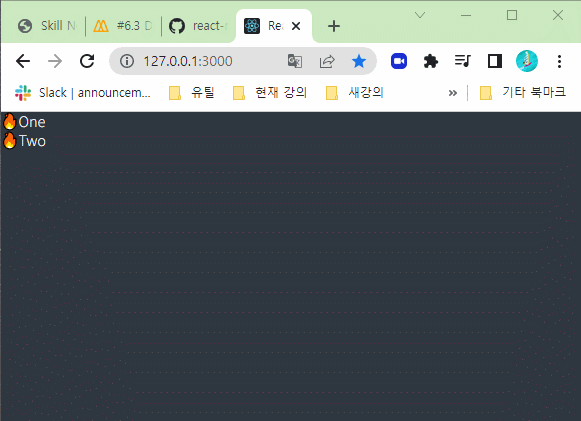 Skill N
#6.3 D
react-
Re
127.0.0.1:3000
Slack | announcem...
유틸
현재 강의
새강의
기타 북마크
🔥One
🔥Two